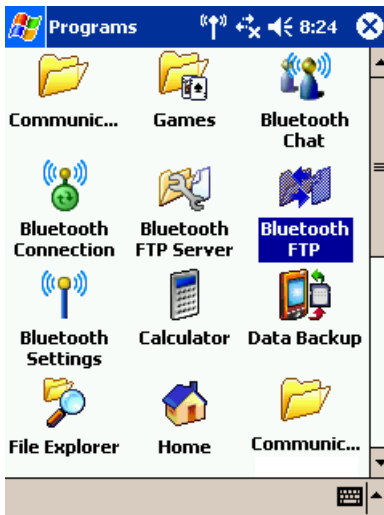 Programs 8:24
Communic... Games Bluetooth
Chat
Bluetooth Bluetooth Bluetooth
Connection FTP Server FTP
Bluetooth Calculator Data Backup
Settings
File Explorer Home Communic...